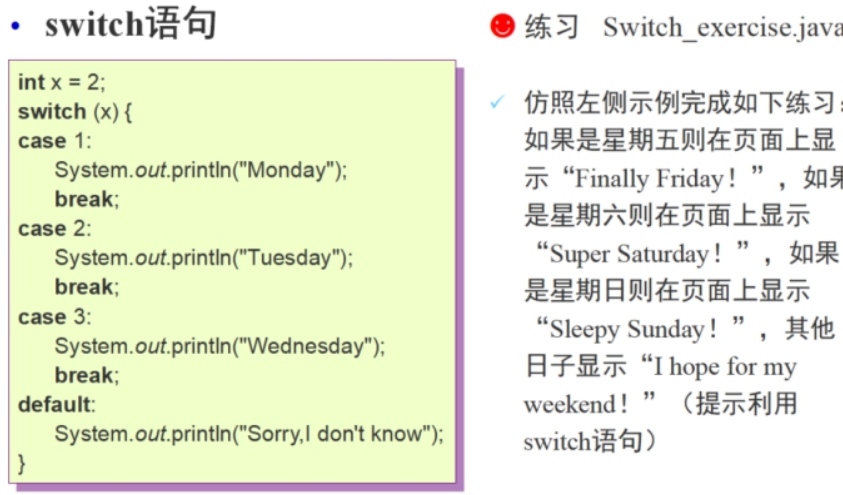 • switch语句
int x = 2;
switch (x) {
case 1:
System.out.println("Monday");
break;
case 2:
System.out.println("Tuesday");
break;
case 3:
System.out.println("Wednesday");
break;
default:
System.out.println("Sorry,I don't know");
}
练习 Switch_exercise.java
✓ 仿照左侧示例完成如下练习：
如果是星期五则在页面上显
示“Finally Friday！”，如果
是星期六则在页面上显示
“Super Saturday！”，如果
是星期日则在页面上显示
“Sleepy Sunday！”，其他
日子显示“I hope for my
weekend！”（提示利用
switch语句）